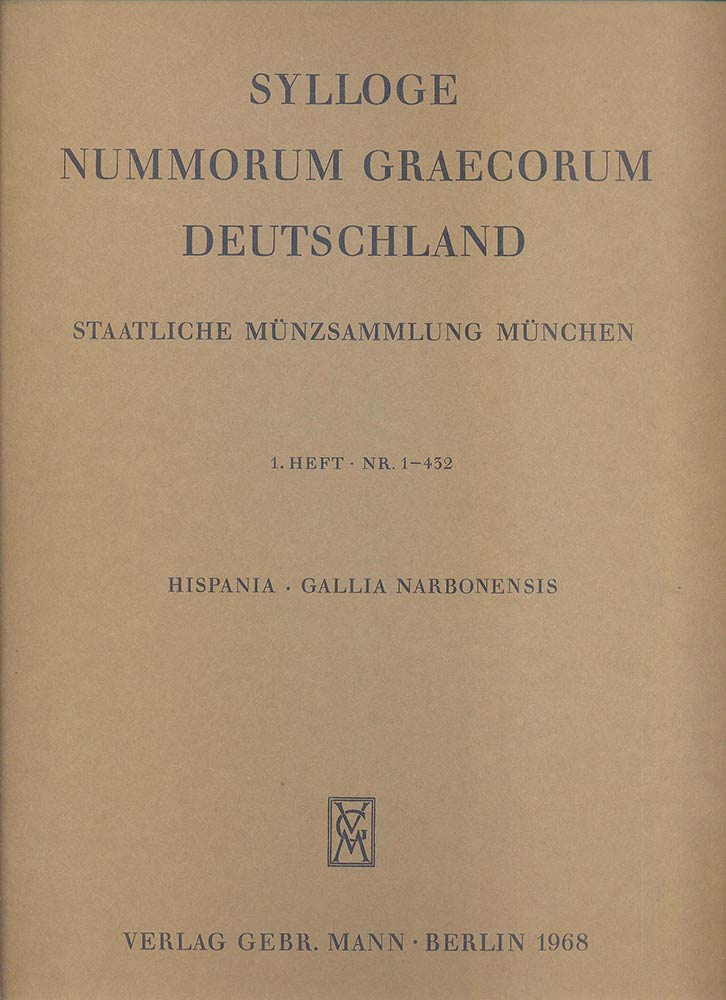 SYLLOGE
NUMMORUM GRAECORUM
DEUTSCHLAND
STAATLICHE MÜNZSAMMLUNG MÜNCHEN
1. HEFT · NR. 1–432
HISPANIA · GALLIA NARBONENSIS
VGM
VERLAG GEBR. MANN · BERLIN 1968